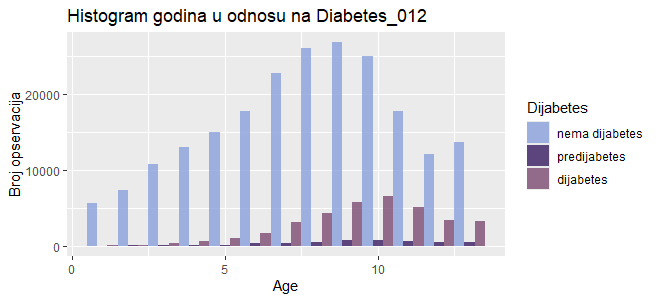 Histogram godina u odnosu na Diabetes_012
Broj opservacija
20000
10000
0
0
5
10
Age
Dijabetes
nema dijabetes
predijabetes
dijabetes